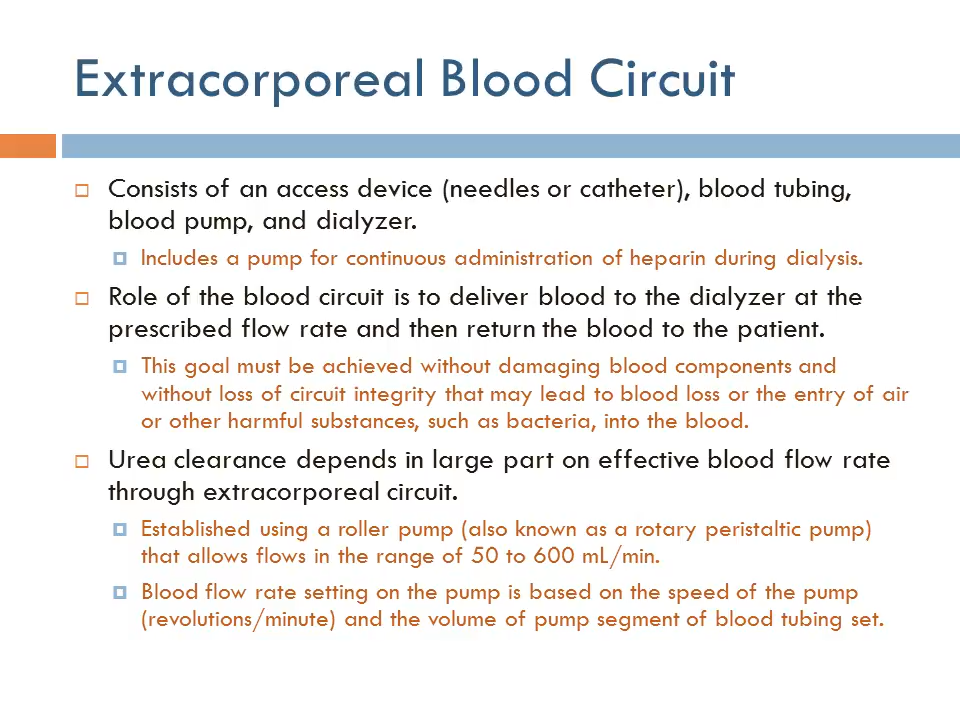 Extracorporeal Blood Circuit
Consists of an access device (needles or catheter), blood tubing,
blood pump, and dialyzer.
Includes a pump for continuous administration of heparin during dialysis.
Role of the blood circuit is to deliver blood to the dialyzer at the
prescribed flow rate and then return the blood to the patient.
This goal must be achieved without damaging blood components and
without loss of circuit integrity that may lead to blood loss or the entry of air
or other harmful substances, such as bacteria, into the blood.
Urea clearance depends in large part on effective blood flow rate
through extracorporeal circuit.
Established using a roller pump (also known as a rotary peristaltic pump)
that allows flows in the range of 50 to 600 mL/min.
Blood flow rate setting on the pump is based on the speed of the pump
(revolutions/minute) and the volume of pump segment of blood tubing set.